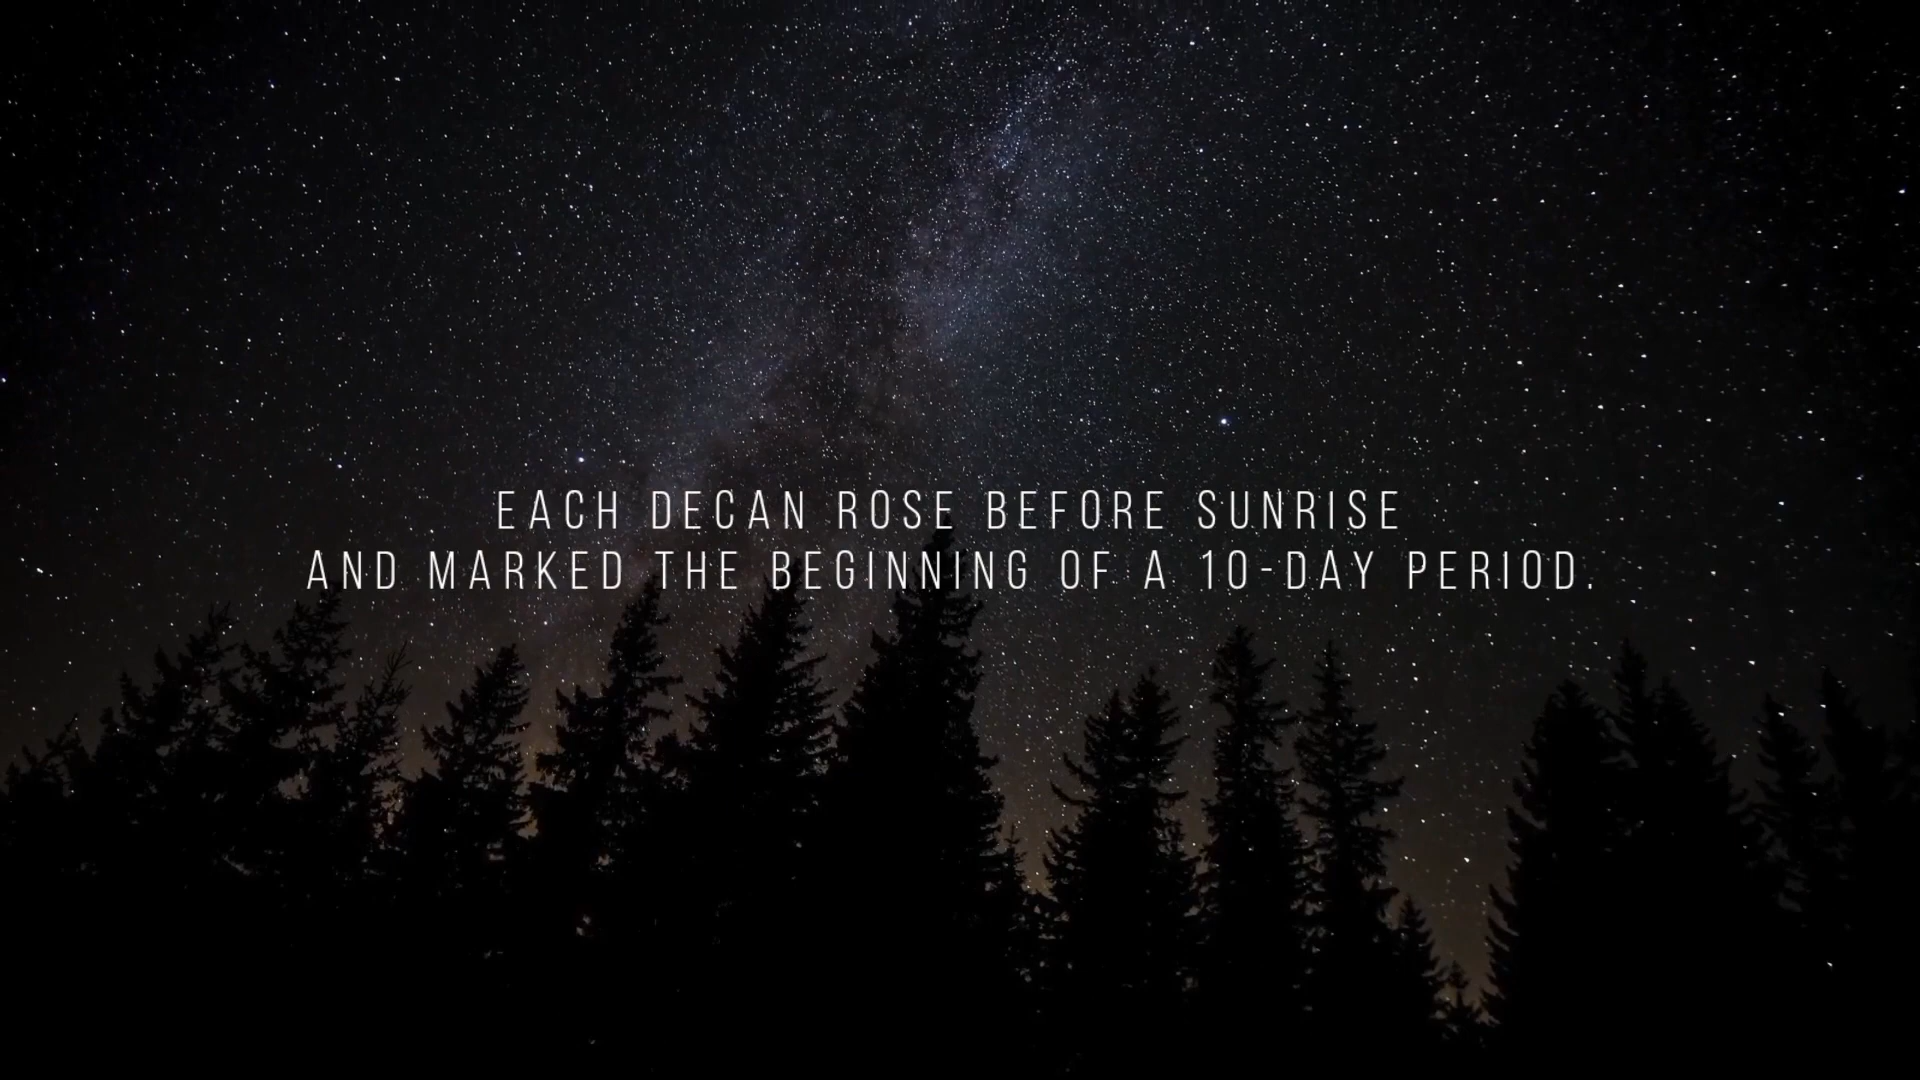 EACH DECAN ROSE BEFORE SUNRISE
AND MARKED THE BEGINNING OF A 10-DAY PERIOD.